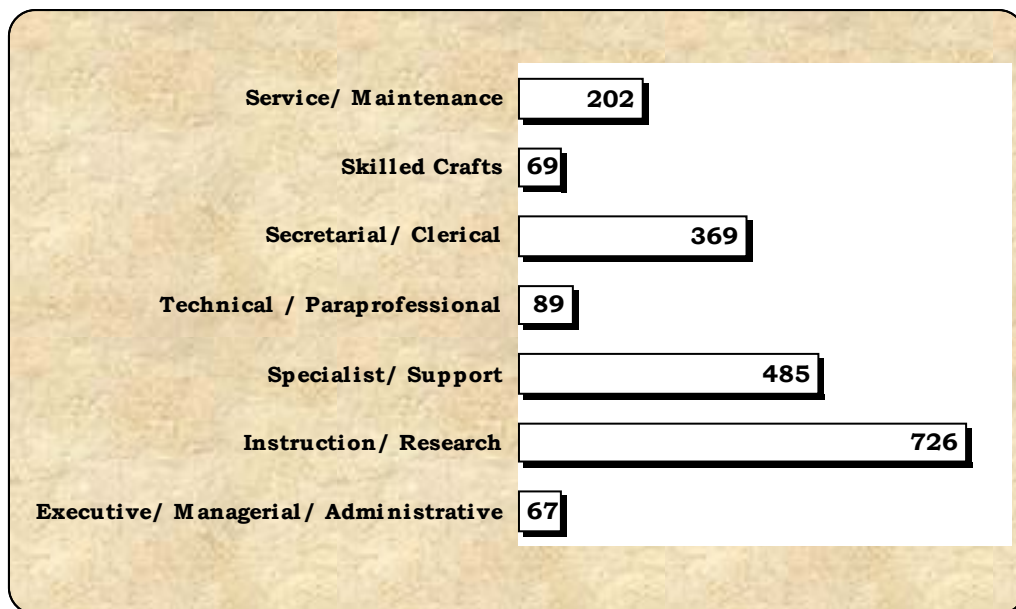 Service/ Maintenance 202
Skilled Crafts 69
Secretarial/ Clerical 369
Technical / Paraprofessional 89
Specialist/ Support 485
Instruction/ Research 726
Executive/ Managerial/ Administrative 67